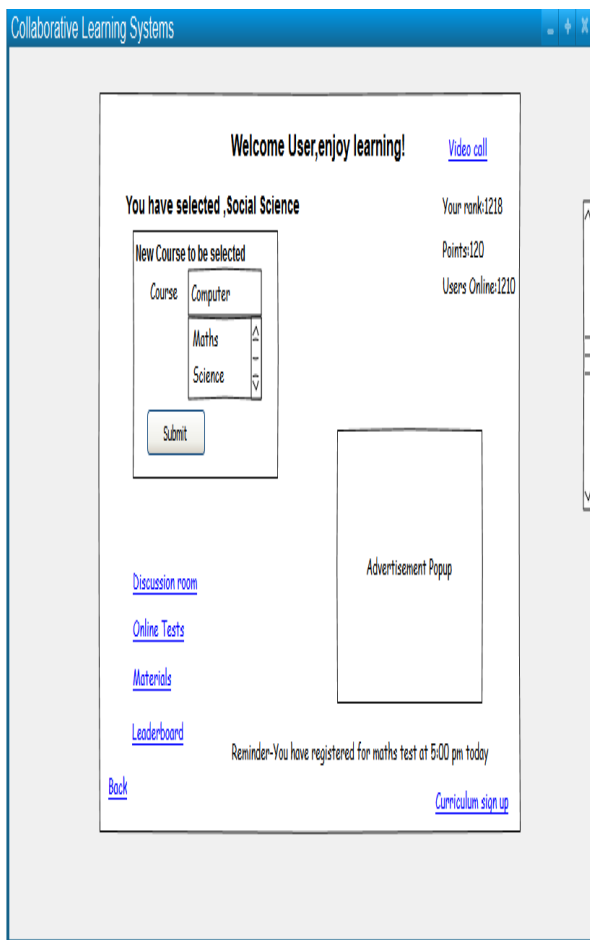 Collaborative Learning Systems
Welcome User,enjoy learning!
Video call
You have selected ,Social Science
Your rank:1218
Points:120
Users Online:1210
New Course to be selected
Course
Computer
Maths
Science
Submit
Advertisement Popup
Discussion room
Online Tests
Materials
Leaderboard
Reminder-You have registered for maths test at 5:00 pm today
Back
Curriculum sign up